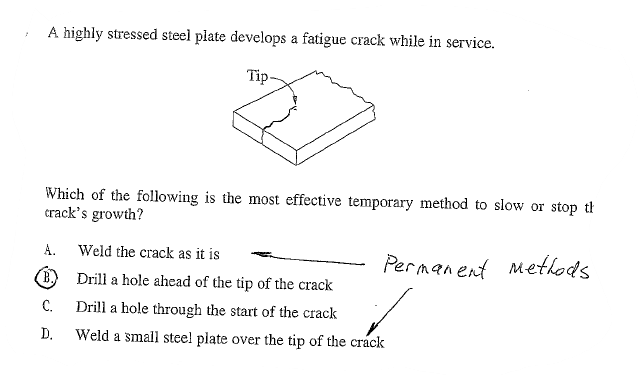 A highly stressed steel plate develops a fatigue crack while in service.
Tip
Which of the following is the most effective temporary method to slow or stop th
crack's growth?
A. Weld the crack as it is
Permanent Methods
B. Drill a hole ahead of the tip of the crack
C. Drill a hole through the start of the crack
D. Weld a small steel plate over the tip of the crack